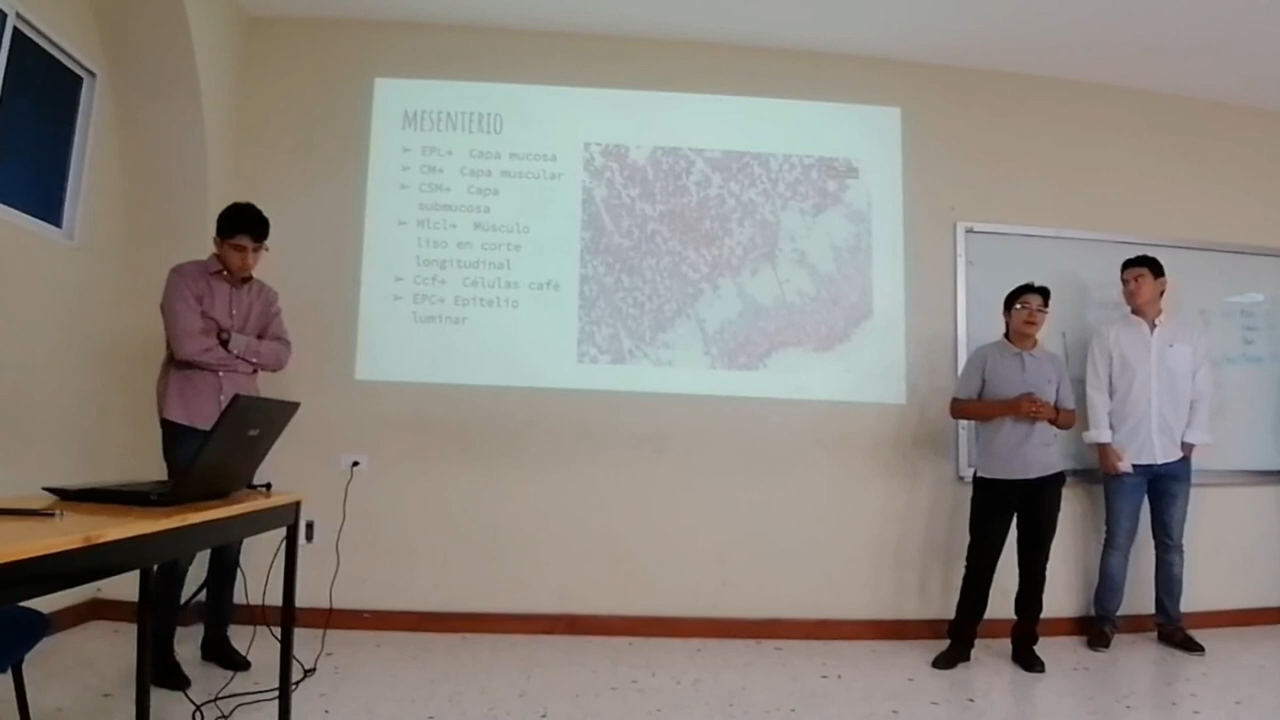 MESENTERIO
➢ EPL→ Capa mucosa
➢ CM→ Capa muscular
➢ CSM→ Capa
submucosa
➢ Mlcl→ Músculo
liso en corte
longitudinal
➢ Ccf→ Células café
➢ EPC→ Epitelio
luminar